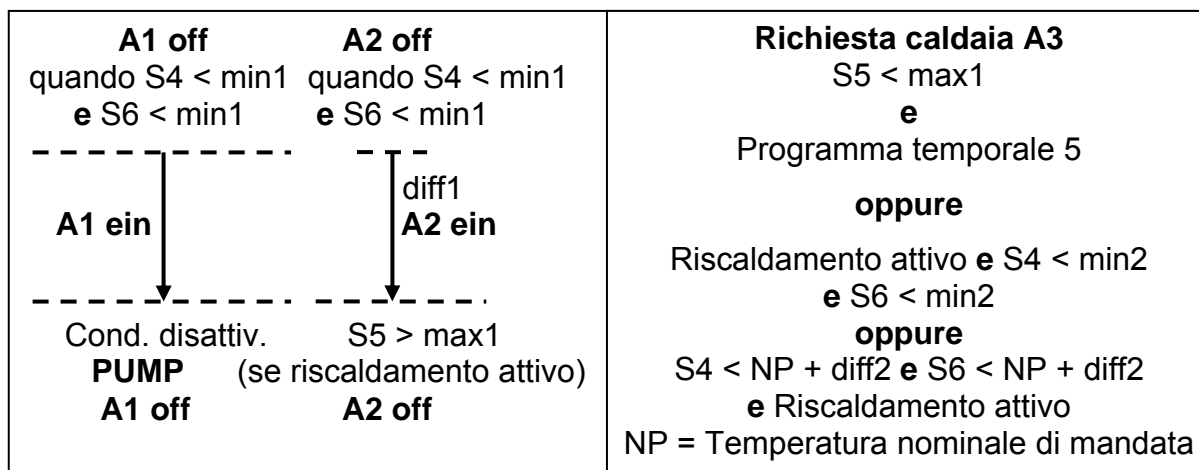 A1 off
quando S4 < min1
e S6 < min1
A2 off
quando S4 < min1
e S6 < min1
diff1
A1 ein
A2 ein
Cond. disattiv.
PUMP
A1 off
S5 > max1
(se riscaldamento attivo)
A2 off
Richiesta caldaia A3
S5 < max1
e
Programma temporale 5
oppure
Riscaldamento attivo e S4 < min2
e S6 < min2
oppure
S4 < NP + diff2 e S6 < NP + diff2
e Riscaldamento attivo
NP = Temperatura nominale di mandata